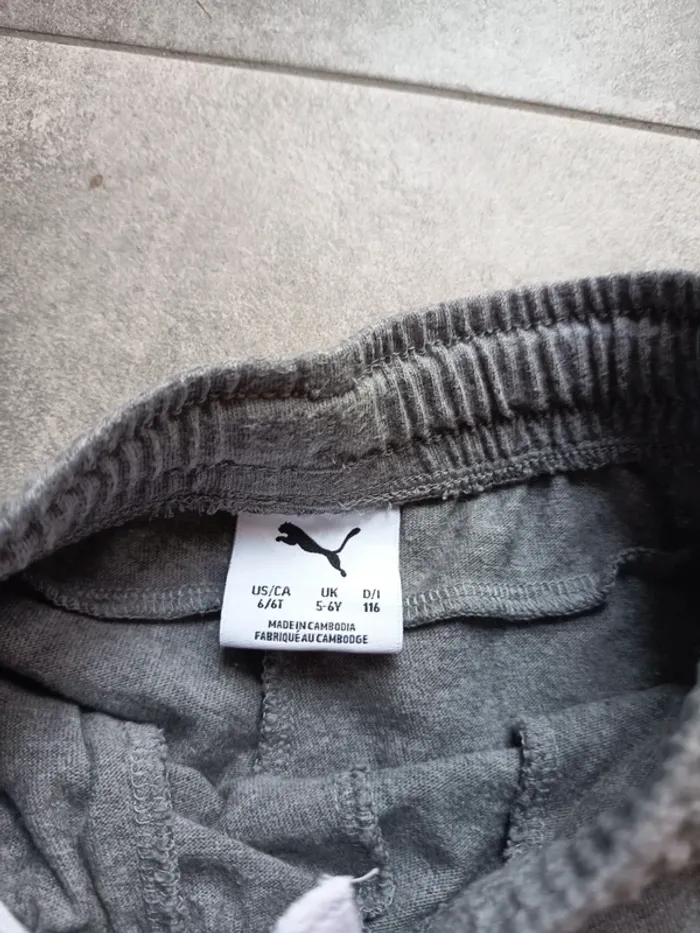 US/CA UK D/I
6/6T 5-6Y 116
MADE IN CAMBODIA
FABRIQUÉ AU CAMBODGE